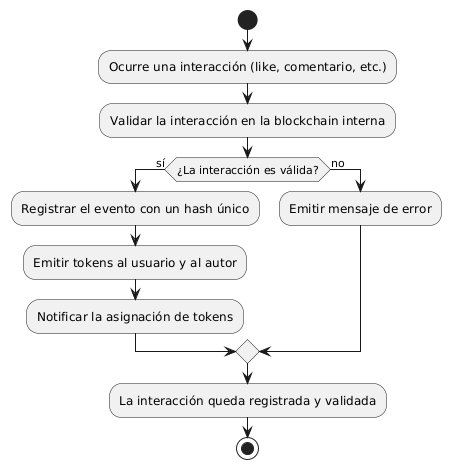 Ocurre una interacción (like, comentario, etc.)
Validar la interacción en la blockchain interna
¿La interacción es válida?
sí
no
Registrar el evento con un hash único
Emitir mensaje de error
Emitir tokens al usuario y al autor
Notificar la asignación de tokens
La interacción queda registrada y validada